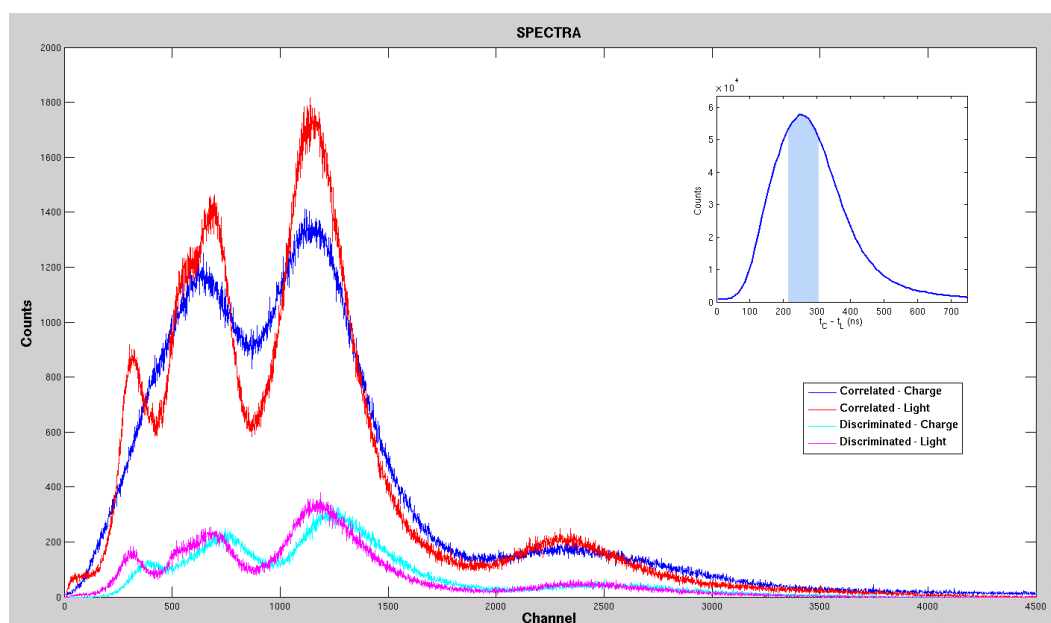 SPECTRA
2000
1800
1600
1400
1200
1000
800
600
400
200
0
Counts
0 500 1000 1500 2000 2500 3000 3500 4000 4500
Channel
× 10⁴
6
5
4
3
2
1
0
Counts
0 100 200 300 400 500 600 700
t_C - t_L (ns)
Correlated - Charge
Correlated - Light
Discriminated - Charge
Discriminated - Light